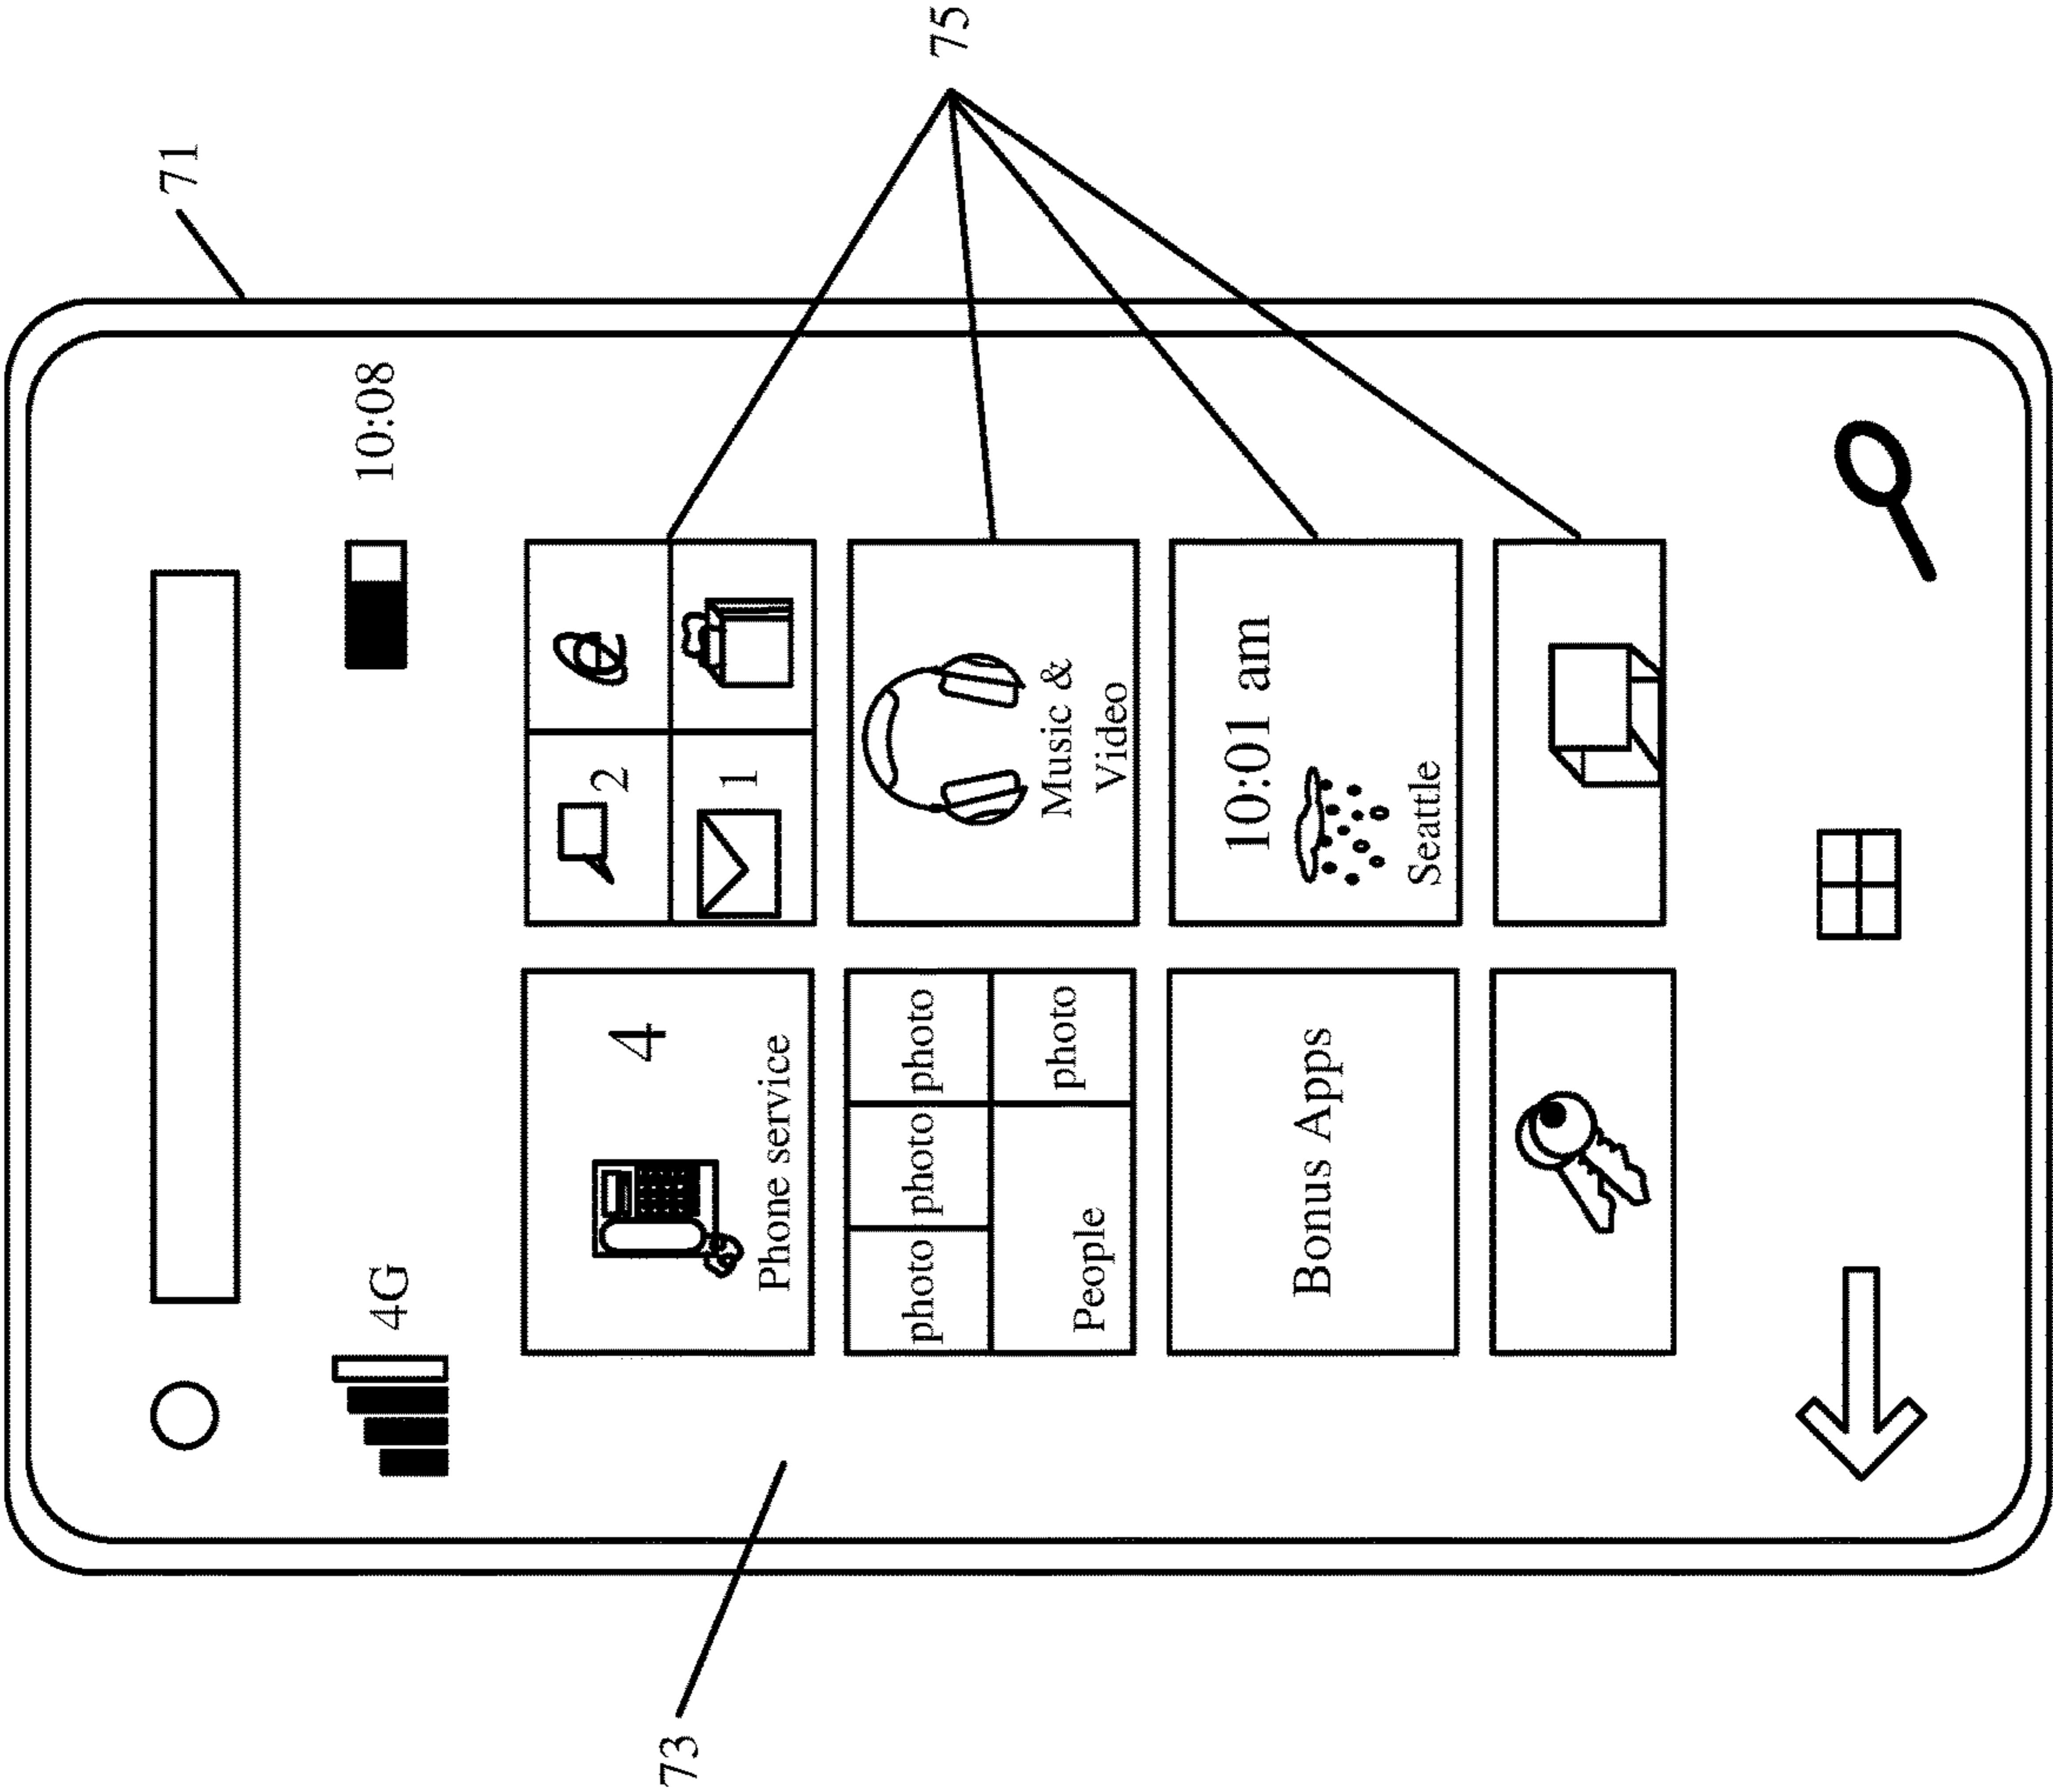 71
4G
10:08
4
Phone service
2
e
1
73
photo photo photo
People
photo
Music &
Video
75
Bonus Apps
10:01 am
Seattle